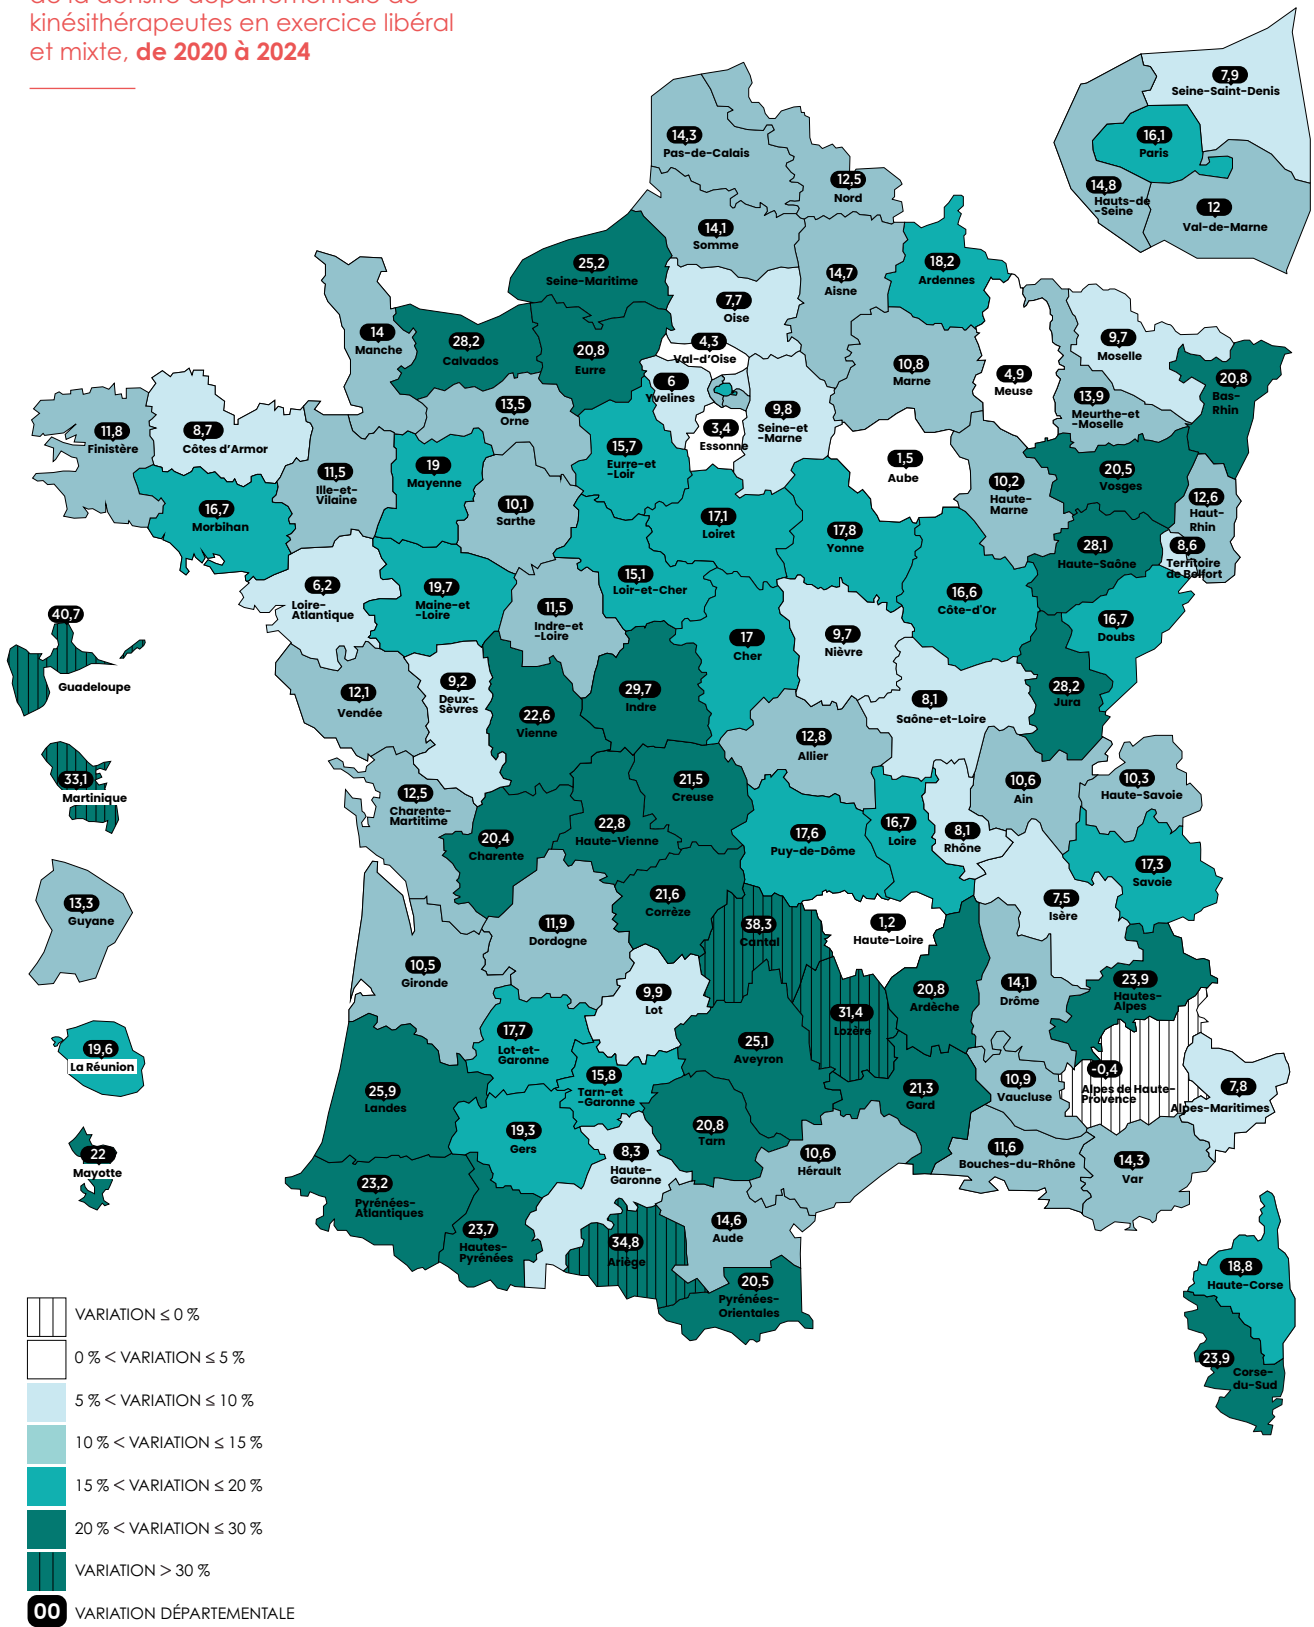 de la densité départementale de
kinésithérapeutes en exercice libéral
et mixte, de 2020 à 2024
7,9
Seine-Saint-Denis
16,1
Paris
14,8
Hauts-de
-Seine
12
Val-de-Marne
14,3
Pas-de-Calais
12,5
Nord
14,1
Somme
25,2
Seine-Maritime
14,7
Aisne
18,2
Ardennes
7,7
Oise
14
Manche
28,2
Calvados
20,8
Eurre
4,3
Val-d'Oise
6
Yvelines
3,4
Essonne
9,8
Seine-et
-Marne
10,8
Marne
4,9
Meuse
9,7
Moselle
13,9
Meurthe-et
-Moselle
20,8
Bas-
Rhin
11,8
Finistère
8,7
Côtes d'Armor
13,5
Orne
11,5
Ille-et-
Vilaine
19
Mayenne
15,7
Eurre-et
-Loir
1,5
Aube
10,2
Haute-
Marne
20,5
Vosges
12,6
Haut-
Rhin
16,7
Morbihan
10,1
Sarthe
17,1
Loiret
17,8
Yonne
28,1
Haute-Saône
8,6
Territoire
de Belfort
6,2
Loire-
Atlantique
19,7
Maine-et
-Loire
11,5
Indre-et
-Loire
15,1
Loir-et-Cher
16,6
Côte-d'Or
16,7
Doubs
40,7
Guadeloupe
17
Cher
9,7
Nièvre
12,1
Vendée
9,2
Deux-
Sèvres
22,6
Vienne
29,7
Indre
8,1
Saône-et-Loire
28,2
Jura
33,1
Martinique
12,8
Allier
12,5
Charente-
Martitime
21,5
Creuse
10,6
Ain
10,3
Haute-Savoie
20,4
Charente
22,8
Haute-Vienne
17,6
Puy-de-Dôme
16,7
Loire
8,1
Rhône
17,3
Savoie
13,3
Guyane
11,9
Dordogne
21,6
Corrèze
38,3
Cantal
1,2
Haute-Loire
7,5
Isère
10,5
Gironde
9,9
Lot
20,8
Ardèche
14,1
Drôme
23,9
Hautes-
Alpes
19,6
La Réunion
17,7
Lot-et-
Garonne
25,1
Aveyron
31,4
Lozère
25,9
Landes
15,8
Tarn-et
-Garonne
21,3
Gard
10,9
Vaucluse
-0,4
Alpes de Haute-
Provence
7,8
Alpes-Maritimes
22
Mayotte
19,3
Gers
8,3
Haute-
Garonne
20,8
Tarn
10,6
Hérault
11,6
Bouches-du-Rhône
14,3
Var
23,2
Pyrénées-
Atlantiques
23,7
Hautes-
Pyrénées
34,8
Ariège
14,6
Aude
20,5
Pyrénées-
Orientales
18,8
Haute-Corse
23,9
Corse-
du-Sud
VARIATION ≤ 0 %
0 % < VARIATION ≤ 5 %
5 % < VARIATION ≤ 10 %
10 % < VARIATION ≤ 15 %
15 % < VARIATION ≤ 20 %
20 % < VARIATION ≤ 30 %
VARIATION > 30 %
00 VARIATION DÉPARTEMENTALE